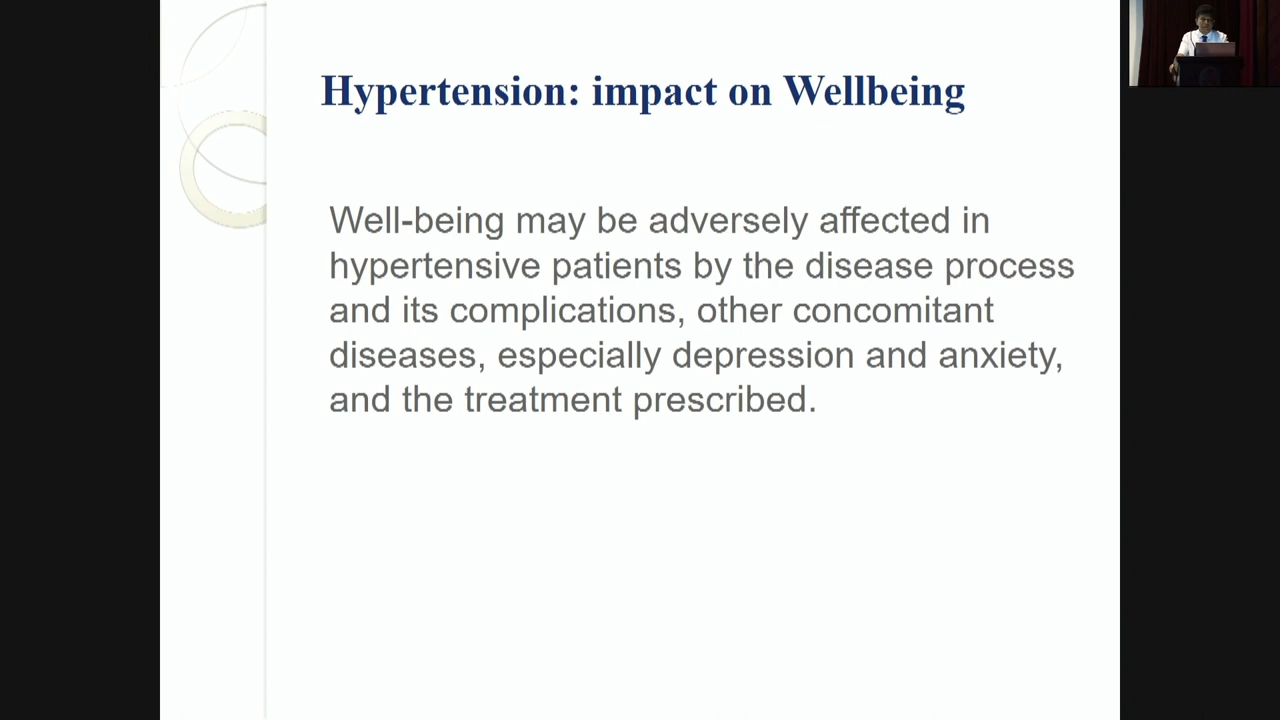 Hypertension: impact on Wellbeing
Well-being may be adversely affected in
hypertensive patients by the disease process
and its complications, other concomitant
diseases, especially depression and anxiety,
and the treatment prescribed.